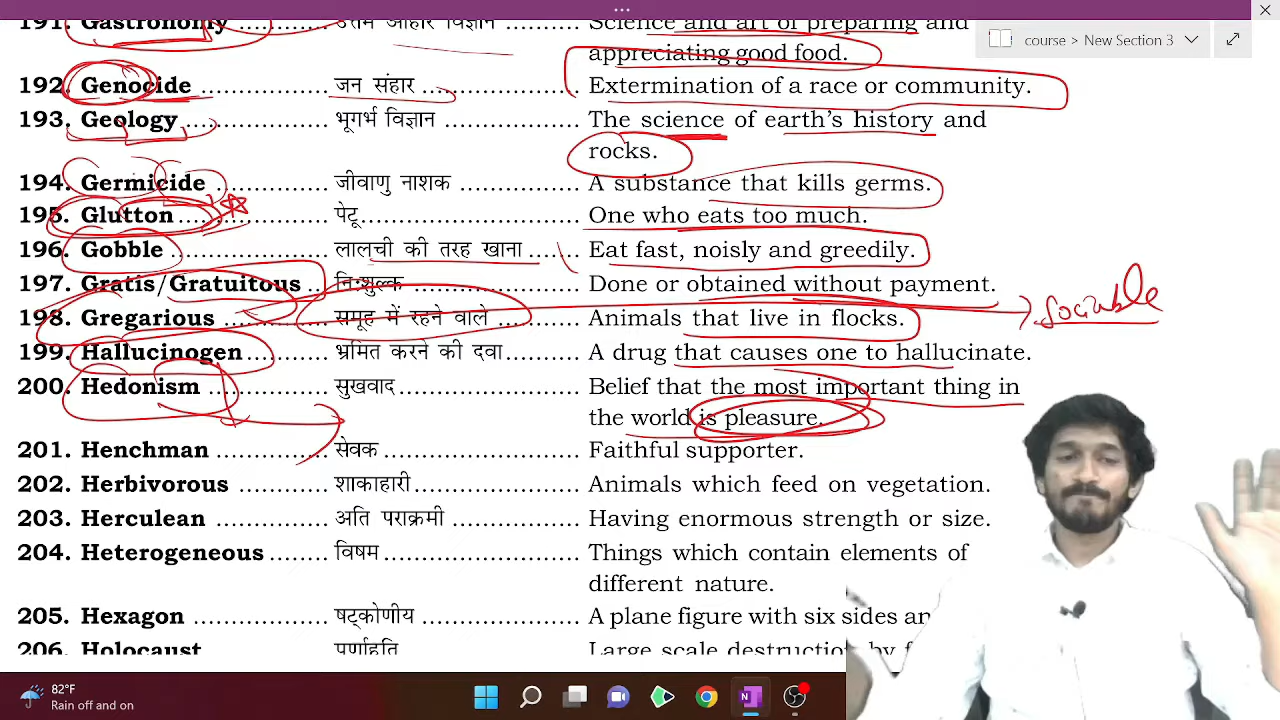 191. Gastronomy ............... उत्तम आहार विज्ञान ............ Science and art of preparing and
course > New Section 3
appreciating good food.
192. Genocide ............... जन संहार .................. Extermination of a race or community.
193. Geology ............... भूगर्भ विज्ञान ............... The science of earth's history and
rocks.
194. Germicide जीवाणु नाशक ............... A substance that kills germs.
195. Glutton ............... पेटू........................... One who eats too much.
196. Gobble .................. लालची की तरह खाना ....... Eat fast, noisly and greedily.
197. Gratis/Gratuitous ... निःशुल्क ..................... Done or obtained without payment.
198. Gregarious ............ समूह में रहने वाले ............ Animals that live in flocks. sociable
199. Hallucinogen ......... भ्रमित करने की दवा.......... A drug that causes one to hallucinate.
200. Hedonism ............... सुखवाद ........................ Belief that the most important thing in
the world is pleasure.
201. Henchman ............... सेवक ........................... Faithful supporter.
202. Herbivorous ............ शाकाहारी..................... Animals which feed on vegetation.
203. Herculean ............... अति पराक्रमी .................. Having enormous strength or size.
204. Heterogeneous ........ विषम ........................... Things which contain elements of
different nature.
205. Hexagon .................. षट्कोणीय ..................... A plane figure with six sides an
206. Holocaust पूर्णाहुति Large scale destruction by f
82°F
Rain off and on